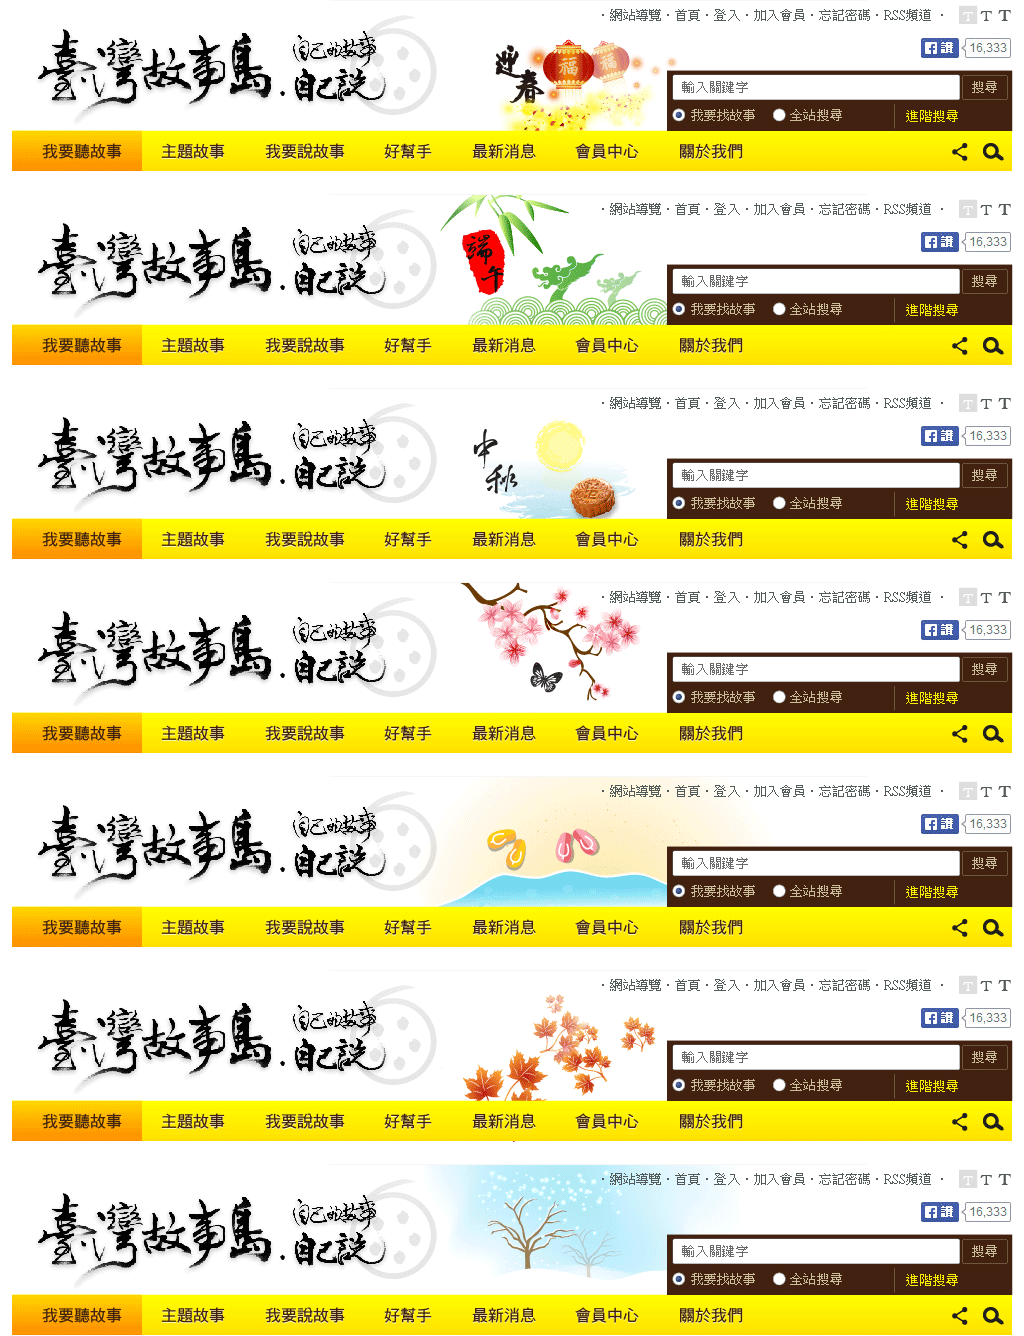 ·網站導覽·首頁·登入·加入會員·忘記密碼·RSS頻道· T T T
臺灣故事島.自己的故事自己說
迎春
福 福
讚 16,333
輸入關鍵字 搜尋
我要找故事 全站搜尋 進階搜尋
我要聽故事 主題故事 我要說故事 好幫手 最新消息 會員中心 關於我們
·網站導覽·首頁·登入·加入會員·忘記密碼·RSS頻道· T T T
臺灣故事島.自己的故事自己說
端午
讚 16,333
輸入關鍵字 搜尋
我要找故事 全站搜尋 進階搜尋
我要聽故事 主題故事 我要說故事 好幫手 最新消息 會員中心 關於我們
·網站導覽·首頁·登入·加入會員·忘記密碼·RSS頻道· T T T
臺灣故事島.自己的故事自己說
中秋
讚 16,333
輸入關鍵字 搜尋
我要找故事 全站搜尋 進階搜尋
我要聽故事 主題故事 我要說故事 好幫手 最新消息 會員中心 關於我們
·網站導覽·首頁·登入·加入會員·忘記密碼·RSS頻道· T T T
臺灣故事島.自己的故事自己說
讚 16,333
輸入關鍵字 搜尋
我要找故事 全站搜尋 進階搜尋
我要聽故事 主題故事 我要說故事 好幫手 最新消息 會員中心 關於我們
·網站導覽·首頁·登入·加入會員·忘記密碼·RSS頻道· T T T
臺灣故事島.自己的故事自己說
讚 16,333
輸入關鍵字 搜尋
我要找故事 全站搜尋 進階搜尋
我要聽故事 主題故事 我要說故事 好幫手 最新消息 會員中心 關於我們
·網站導覽·首頁·登入·加入會員·忘記密碼·RSS頻道· T T T
臺灣故事島.自己的故事自己說
讚 16,333
輸入關鍵字 搜尋
我要找故事 全站搜尋 進階搜尋
我要聽故事 主題故事 我要說故事 好幫手 最新消息 會員中心 關於我們
·網站導覽·首頁·登入·加入會員·忘記密碼·RSS頻道· T T T
臺灣故事島.自己的故事自己說
讚 16,333
輸入關鍵字 搜尋
我要找故事 全站搜尋 進階搜尋
我要聽故事 主題故事 我要說故事 好幫手 最新消息 會員中心 關於我們